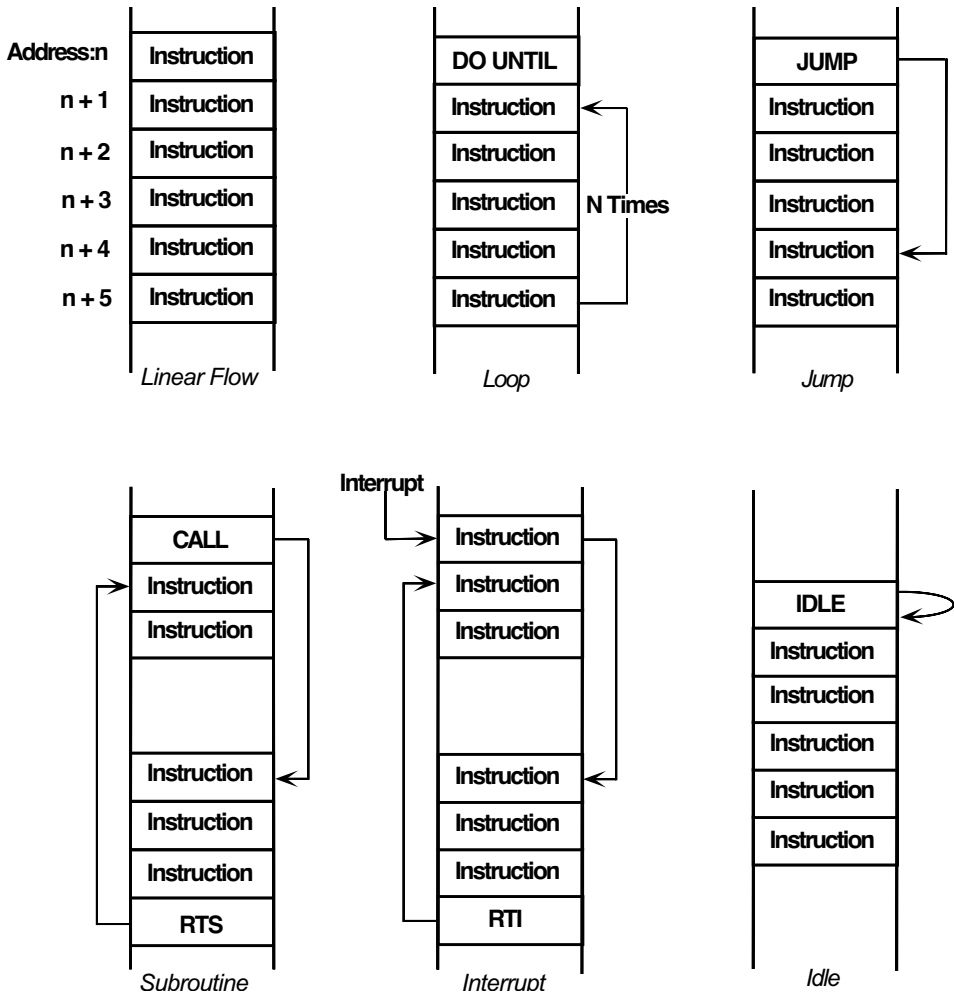 Address:n
n + 1
n + 2
n + 3
n + 4
n + 5
Instruction
Instruction
Instruction
Instruction
Instruction
Instruction
Linear Flow
DO UNTIL
Instruction
Instruction
Instruction
Instruction
Instruction
N Times
Loop
JUMP
Instruction
Instruction
Instruction
Instruction
Instruction
Jump
CALL
Instruction
Instruction
Instruction
Instruction
Instruction
RTS
Subroutine
Interrupt
Instruction
Instruction
Instruction
Instruction
Instruction
Instruction
RTI
Interrupt
IDLE
Instruction
Instruction
Instruction
Instruction
Instruction
Idle